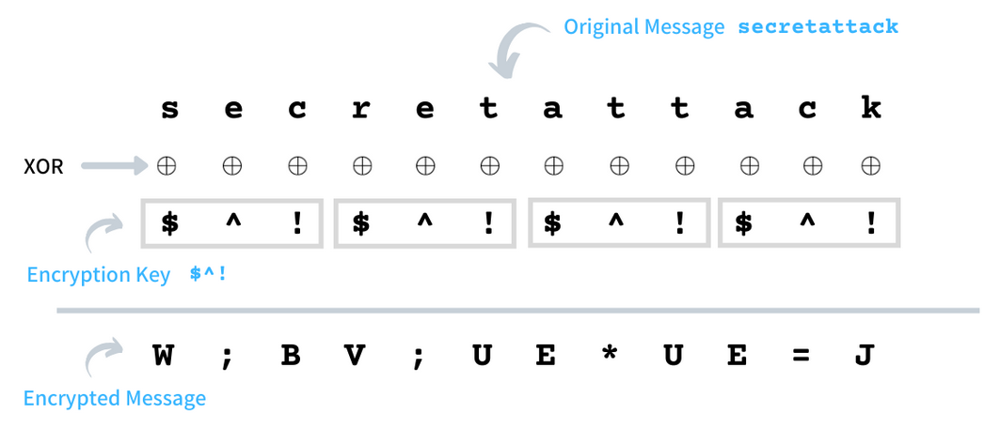 Original Message secretattack
s e c r e t a t t a c k
XOR ⊕ ⊕ ⊕ ⊕ ⊕ ⊕ ⊕ ⊕ ⊕ ⊕ ⊕ ⊕
$ ^ ! $ ^ ! $ ^ ! $ ^ !
Encryption Key $^!
W ; B V ; U E * U E = J
Encrypted Message